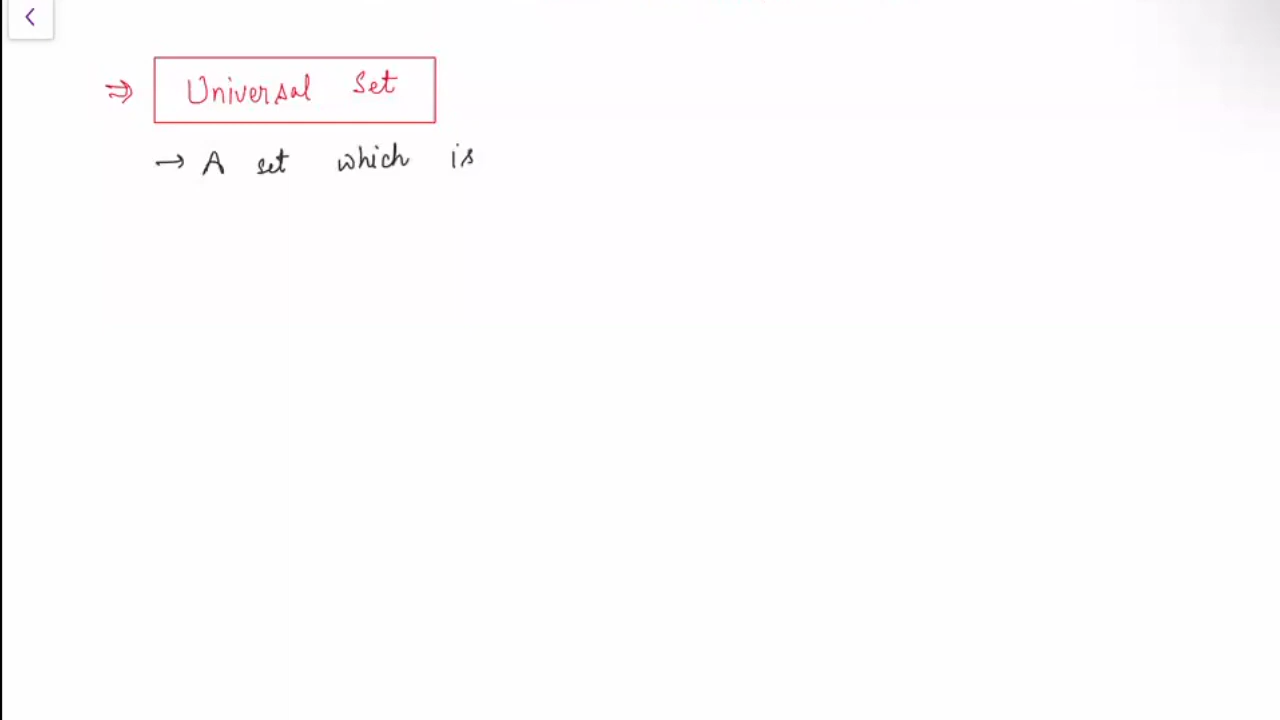 ⇒ Universal Set
→ A set which is